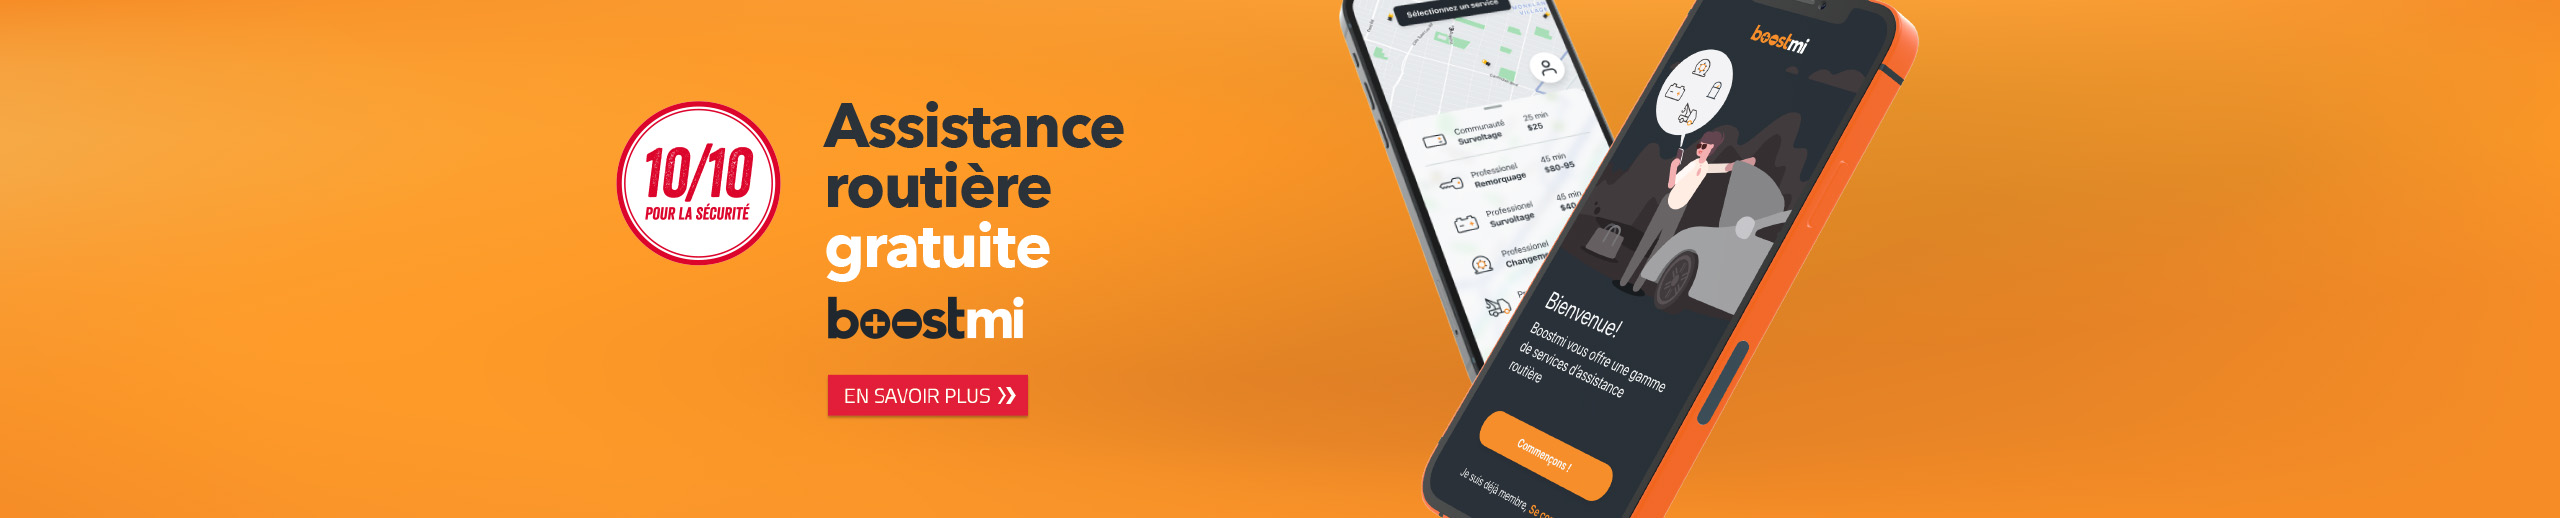 10/10
POUR LA SÉCURITÉ
Assistance
routière
gratuite
boostmi
EN SAVOIR PLUS
Sélectionnez un service
Communauté 25 min
Survoltage $25
Professionel 45 min
Remorquage $80-95
Professionel 45 min
Survoltage $40
Professionel
boostmi
Bienvenue!
Boostmi vous offre une gamme
de services d'assistance
routière
Commençons !
Je suis déjà membre, Se